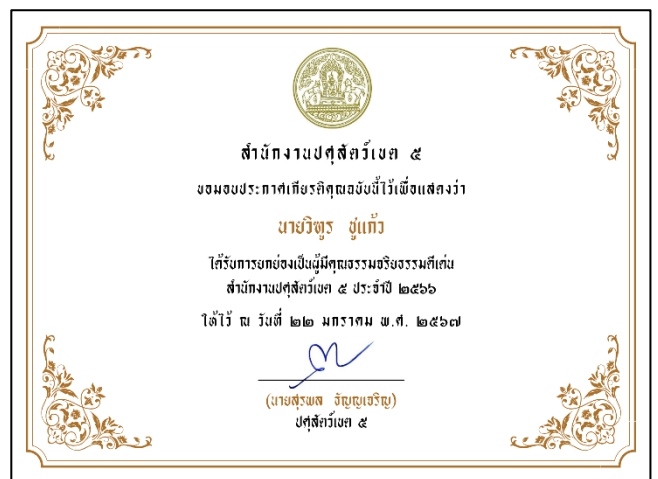 สำนักงานปศุสัตว์เขต ๕
ขอมอบประกาศเกียรติคุณฉบับนี้ไว้เพื่อแสดงว่า
นายวิฑูร ชูแก้ว
ได้รับการยกย่องเป็นผู้มีคุณธรรมจริยธรรมดีเด่น
สำนักงานปศุสัตว์เขต ๕ ประจำปี ๒๕๖๖
ให้ไว้ ณ วันที่ ๒๒ มกราคม พ.ศ. ๒๕๖๗
(นายสุรพล ธัญญเจริญ)
ปศุสัตว์เขต ๕